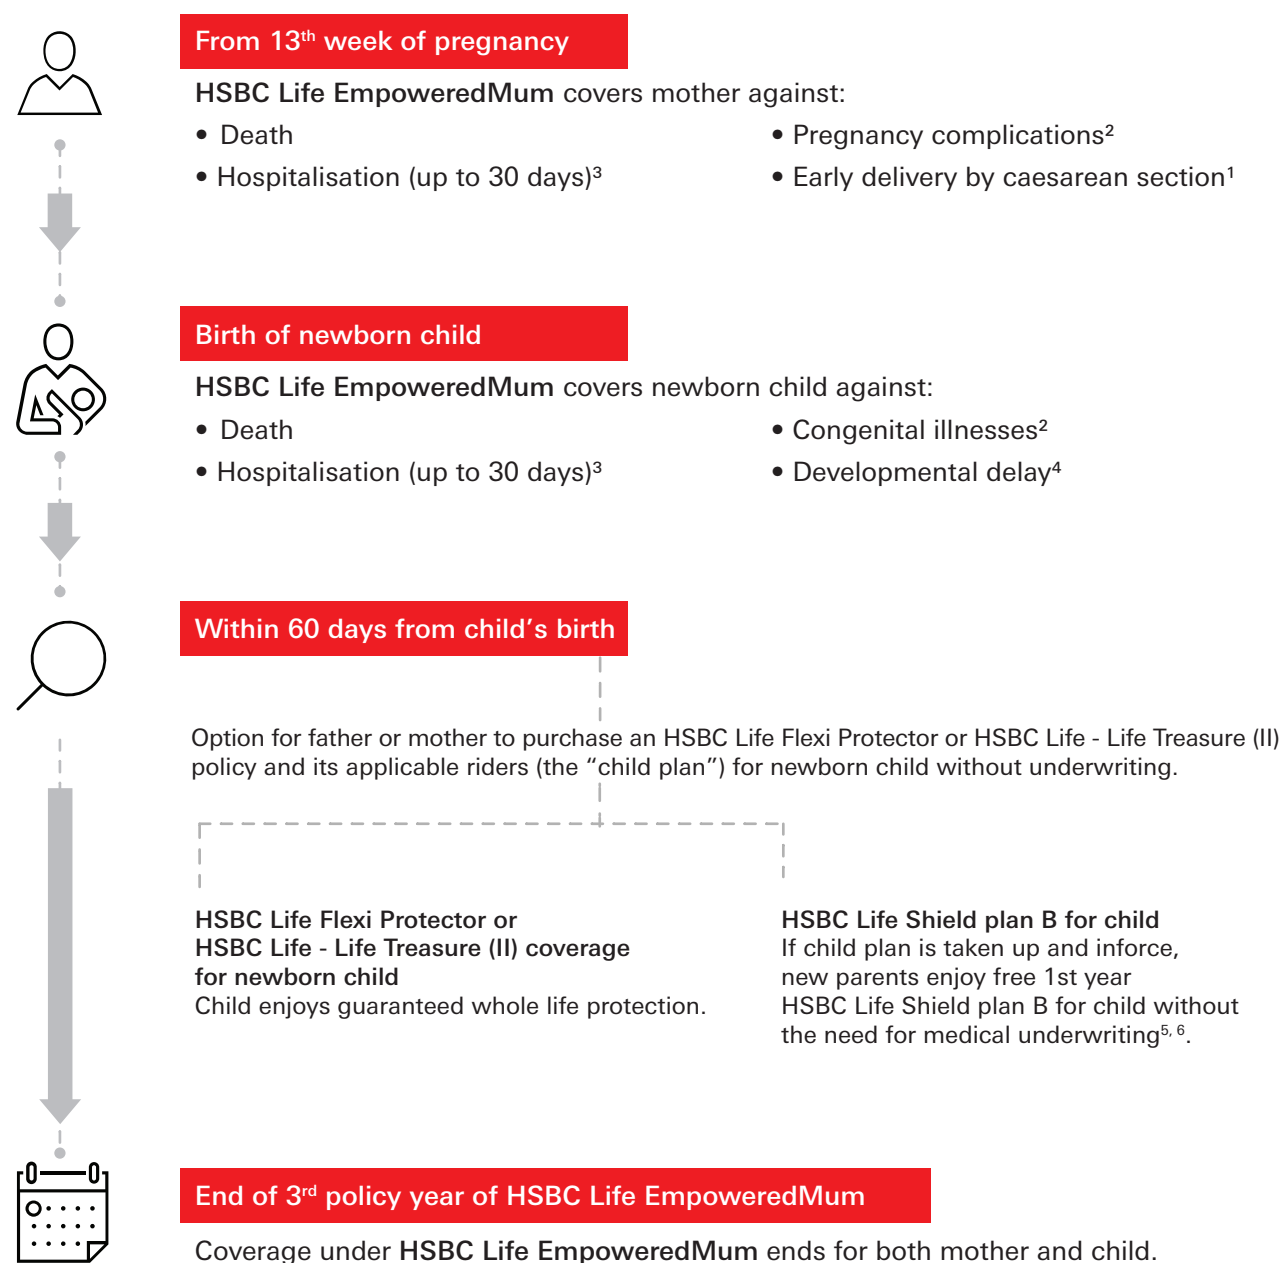 From 13th week of pregnancy
HSBC Life EmpoweredMum covers mother against:
• Death
• Hospitalisation (up to 30 days)³
• Pregnancy complications²
• Early delivery by caesarean section¹
Birth of newborn child
HSBC Life EmpoweredMum covers newborn child against:
• Death
• Hospitalisation (up to 30 days)³
• Congenital illnesses²
• Developmental delay⁴
Within 60 days from child's birth
Option for father or mother to purchase an HSBC Life Flexi Protector or HSBC Life - Life Treasure (II)
policy and its applicable riders (the “child plan”) for newborn child without underwriting.
HSBC Life Flexi Protector or
HSBC Life - Life Treasure (II) coverage
for newborn child
Child enjoys guaranteed whole life protection.
HSBC Life Shield plan B for child
If child plan is taken up and inforce,
new parents enjoy free 1st year
HSBC Life Shield plan B for child without
the need for medical underwriting⁵, ⁶.
End of 3rd policy year of HSBC Life EmpoweredMum
Coverage under HSBC Life EmpoweredMum ends for both mother and child.